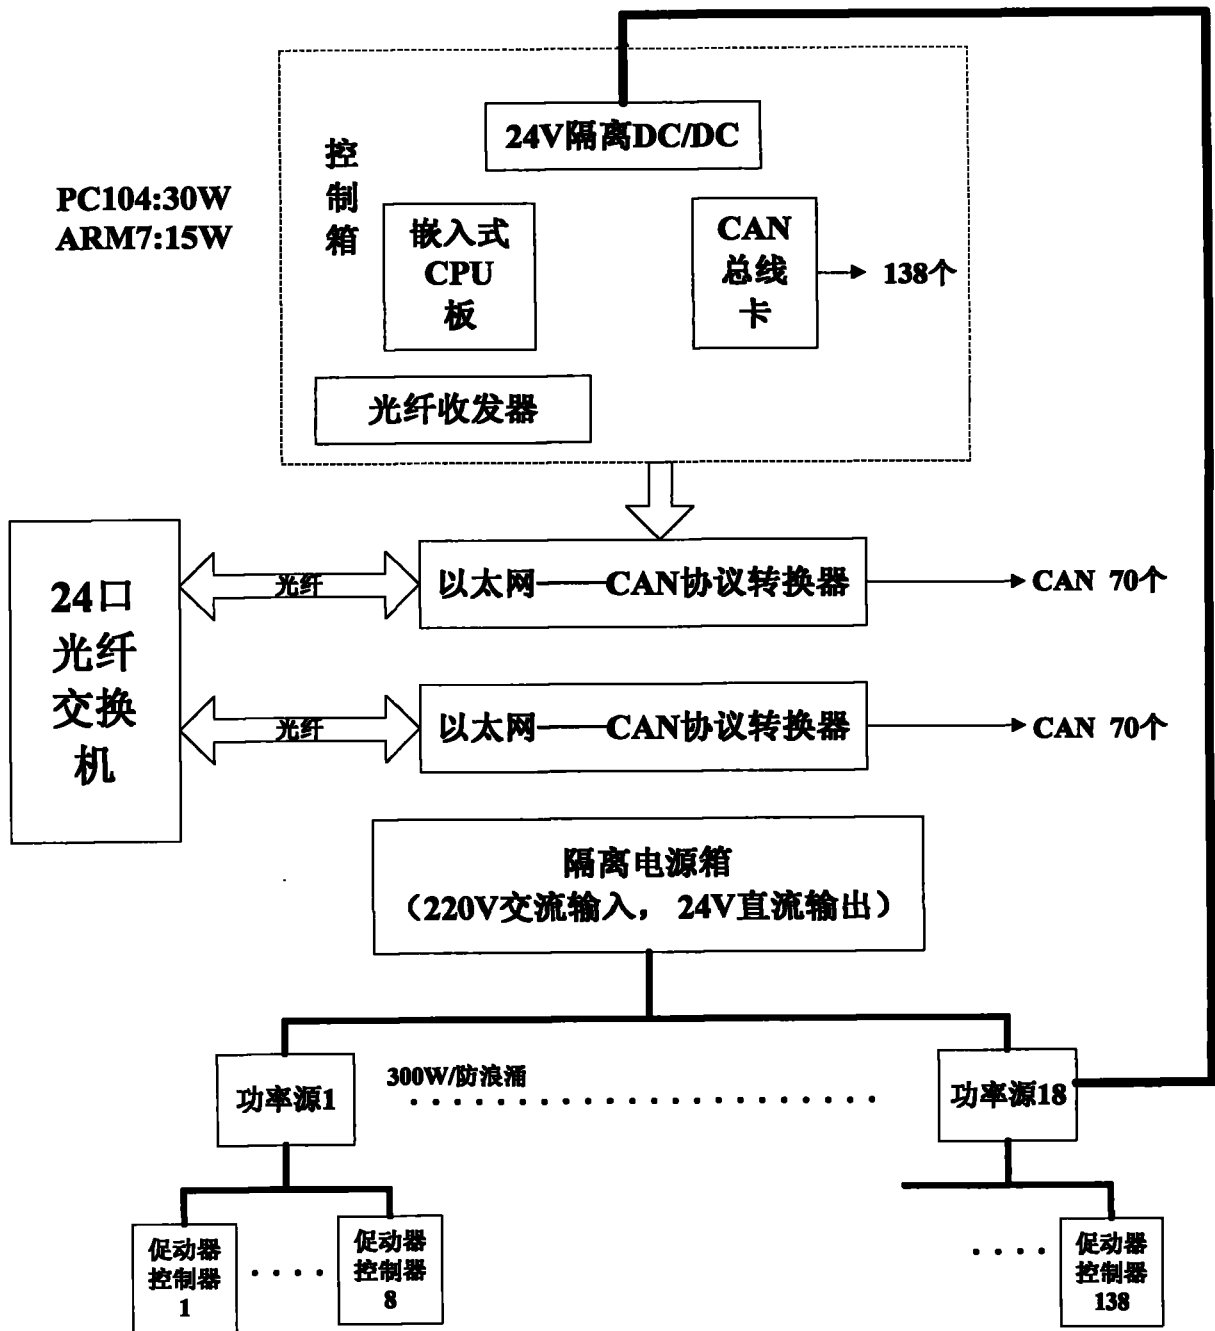 24V隔离DC/DC
控
制
箱
PC104:30W
ARM7:15W
嵌入式
CPU
板
CAN
总线
卡
138个
光纤收发器
24口
光纤
交换
机
光纤
以太网——CAN协议转换器
CAN 70个
光纤
以太网——CAN协议转换器
CAN 70个
隔离电源箱
（220V交流输入， 24V直流输出）
功率源1
300W/防浪涌
功率源18
促动器
控制器
1
促动器
控制器
8
促动器
控制器
138